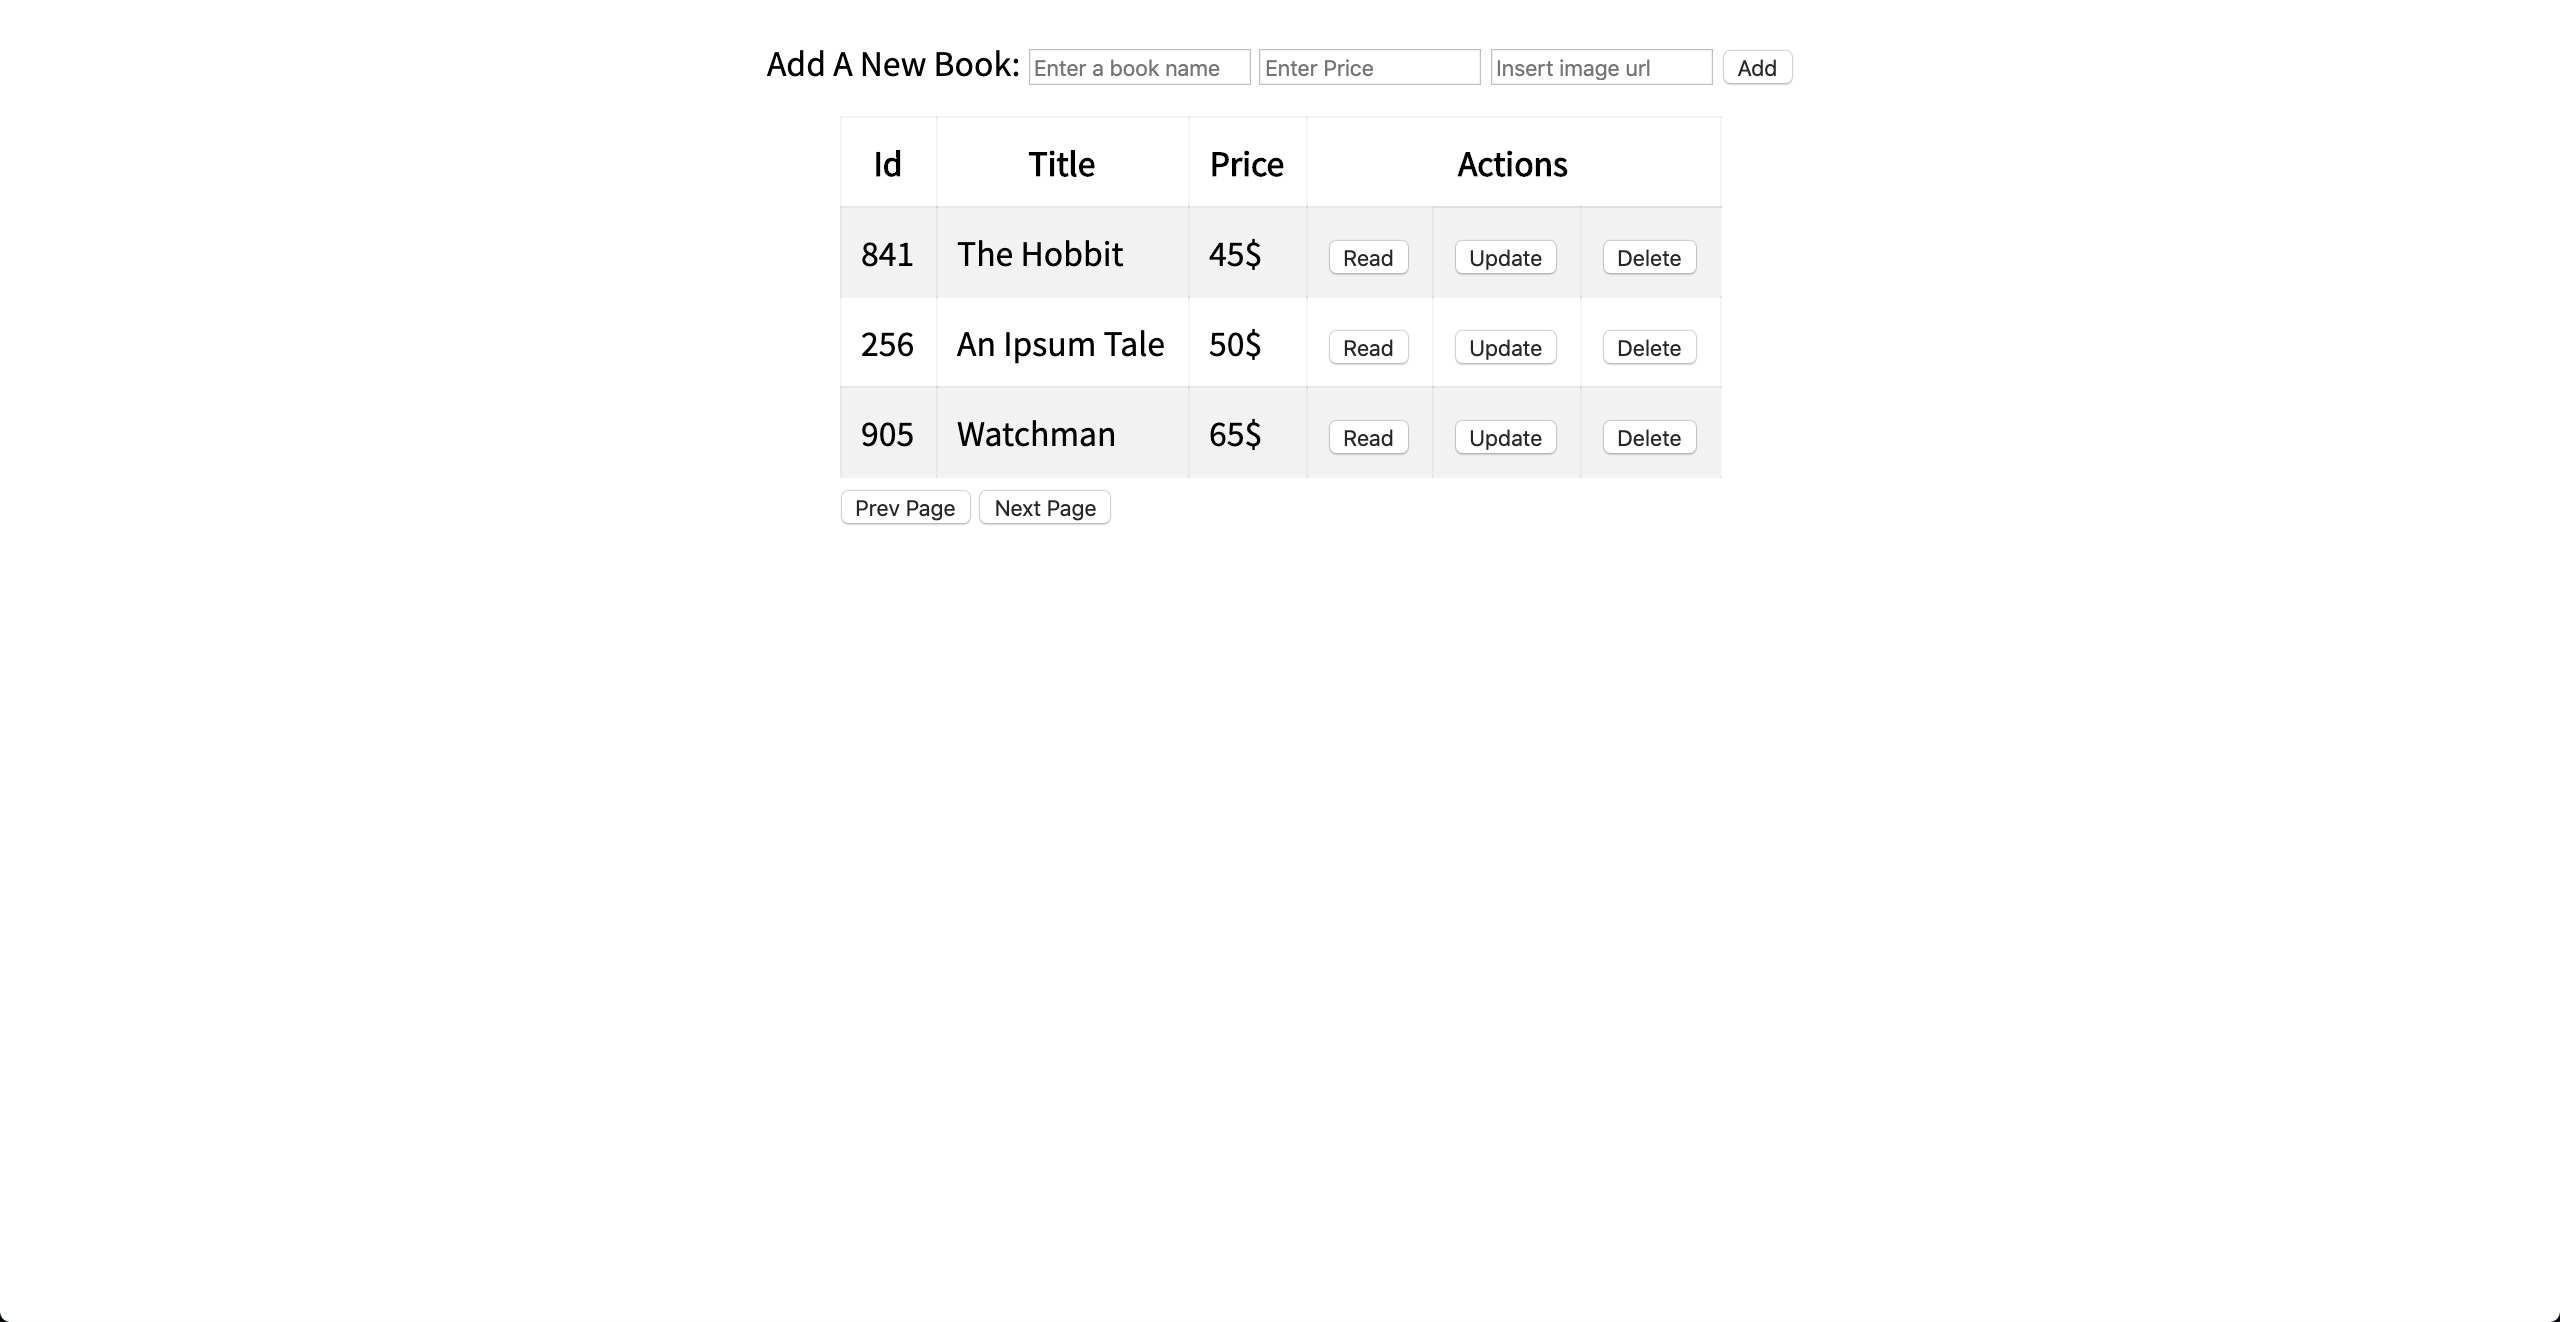 Add A New Book: Enter a book name Enter Price Insert image url Add
Id Title Price Actions
841 The Hobbit 45$ Read Update Delete
256 An Ipsum Tale 50$ Read Update Delete
905 Watchman 65$ Read Update Delete
Prev Page Next Page